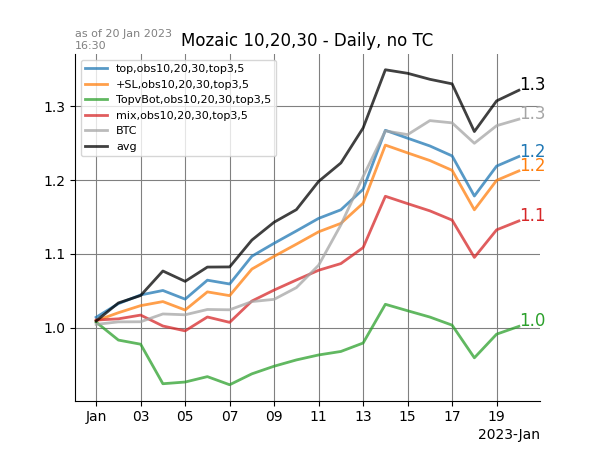 as of 20 Jan 2023
16:30
Mozaic 10,20,30 - Daily, no TC
top,obs10,20,30,top3,5
+SL,obs10,20,30,top3,5
TopvBot,obs10,20,30,top3,5
mix,obs10,20,30,top3,5
BTC
avg
1.3
1.2
1.1
1.0
1.3
1.3
1.2
1.2
1.1
1.0
Jan 03 05 07 09 11 13 15 17 19
2023-Jan